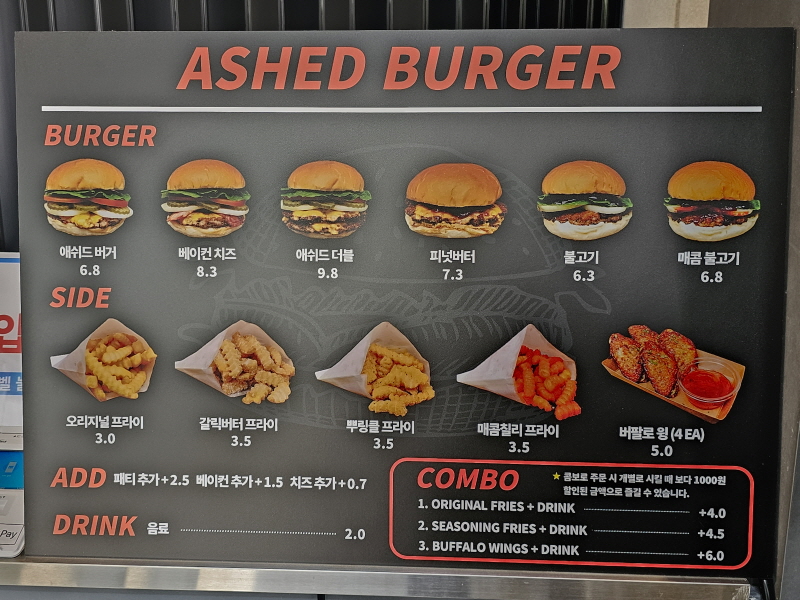 ASHED BURGER
BURGER
애쉬드 버거 베이컨 치즈 애쉬드 더블 피넛버터 불고기 매콤 불고기
6.8 8.3 9.8 7.3 6.3 6.8
SIDE
오리지널 프라이 갈릭버터 프라이 뿌링클 프라이 매콤칠리 프라이 버팔로 윙 (4 EA)
3.0 3.5 3.5 3.5 5.0
ADD 패티 추가 +2.5 베이컨 추가 +1.5 치즈 추가 +0.7
DRINK 음료 2.0
COMBO ★ 콤보로 주문 시 개별로 시킬 때 보다 1000원
할인된 금액으로 즐길 수 있습니다.
1. ORIGINAL FRIES + DRINK +4.0
2. SEASONING FRIES + DRINK +4.5
3. BUFFALO WINGS + DRINK +6.0
Pay